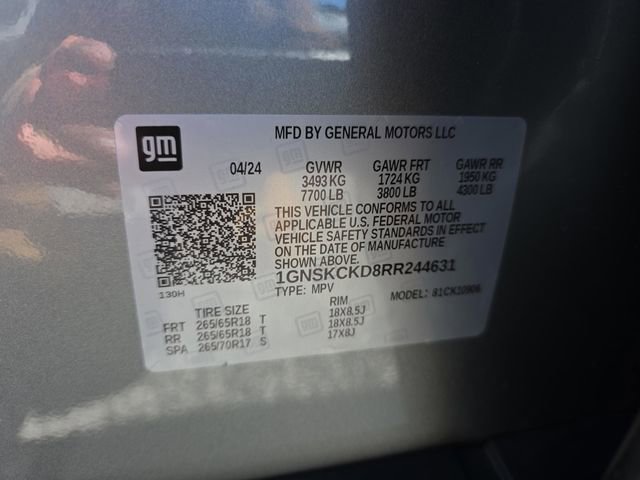 gm
MFD BY GENERAL MOTORS LLC
04/24 GVWR GAWR FRT GAWR RR
3493 KG 1724 KG 1950 KG
7700 LB 3800 LB 4300 LB
THIS VEHICLE CONFORMS TO ALL
APPLICABLE U.S. FEDERAL MOTOR
VEHICLE SAFETY STANDARDS IN EFFECT
ON THE DATE OF MANUFACTURE
SHOWN ABOVE.
1GNSKCKD8RR244631
130H
TYPE: MPV MODEL: 81CK10906
TIRE SIZE RIM
FRT 265/65R18 T 18X8.5J
RR 265/65R18 T 18X8.5J
SPA 265/70R17 S 17X8J